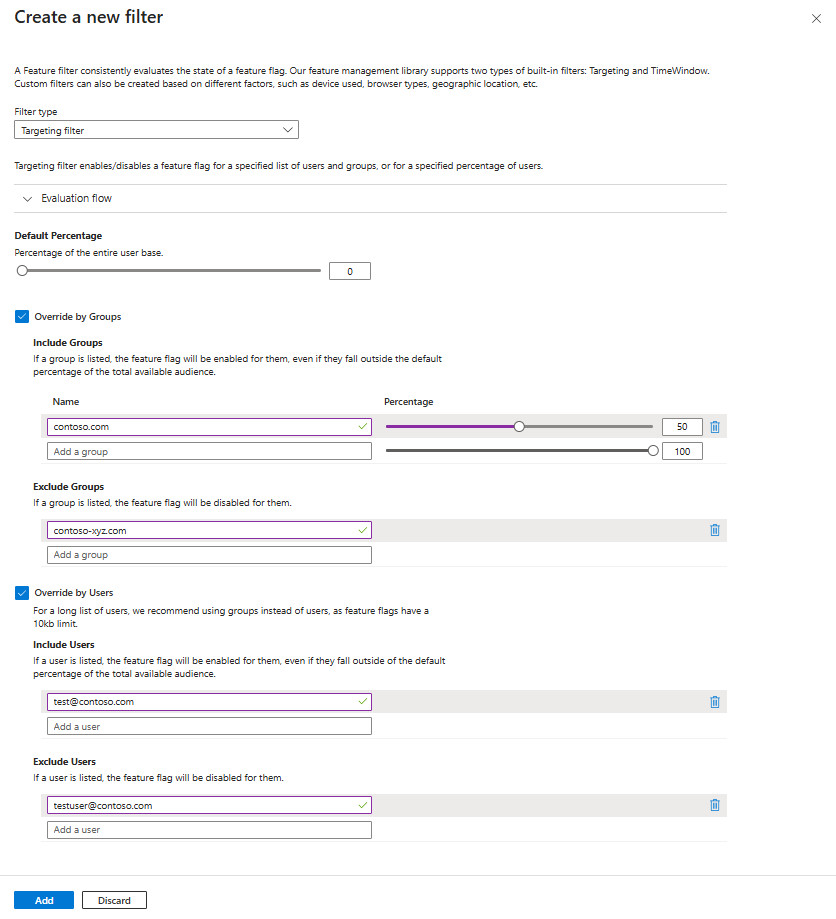 Create a new filter
A Feature filter consistently evaluates the state of a feature flag. Our feature management library supports two types of built-in filters: Targeting and TimeWindow.
Custom filters can also be created based on different factors, such as device used, browser types, geographic location, etc.
Filter type
Targeting filter
Targeting filter enables/disables a feature flag for a specified list of users and groups, or for a specified percentage of users.
Evaluation flow
Default Percentage
Percentage of the entire user base.
0
Override by Groups
Include Groups
If a group is listed, the feature flag will be enabled for them, even if they fall outside the default
percentage of the total available audience.
Name Percentage
contoso.com 50
Add a group 100
Exclude Groups
If a group is listed, the feature flag will be disabled for them.
contoso-xyz.com
Add a group
Override by Users
For a long list of users, we recommend using groups instead of users, as feature flags have a
10kb limit.
Include Users
If a user is listed, the feature flag will be enabled for them, even if they fall outside of the default
percentage of the total available audience.
test@contoso.com
Add a user
Exclude Users
If a user is listed, the feature flag will be disabled for them.
testuser@contoso.com
Add a user
Add Discard